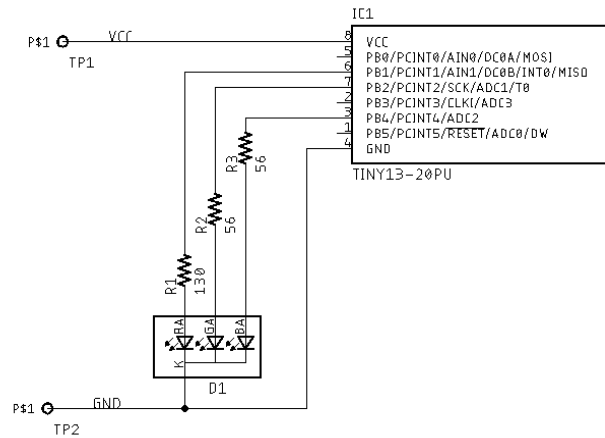 IC1
P$1
VCC
TP1
8
VCC
5
PB0/PCINT0/AIN0/OC0A/MOSI
6
PB1/PCINT1/AIN1/OC0B/INT0/MISO
7
PB2/PCINT2/SCK/ADC1/T0
2
PB3/PCINT3/CLKI/ADC3
3
PB4/PCINT4/ADC2
1
PB5/PCINT5/RESET/ADC0/DW
4
GND
TINY13-20PU
R3
56
R2
56
R1
130
RA
GA
BA
K
D1
P$1
GND
TP2